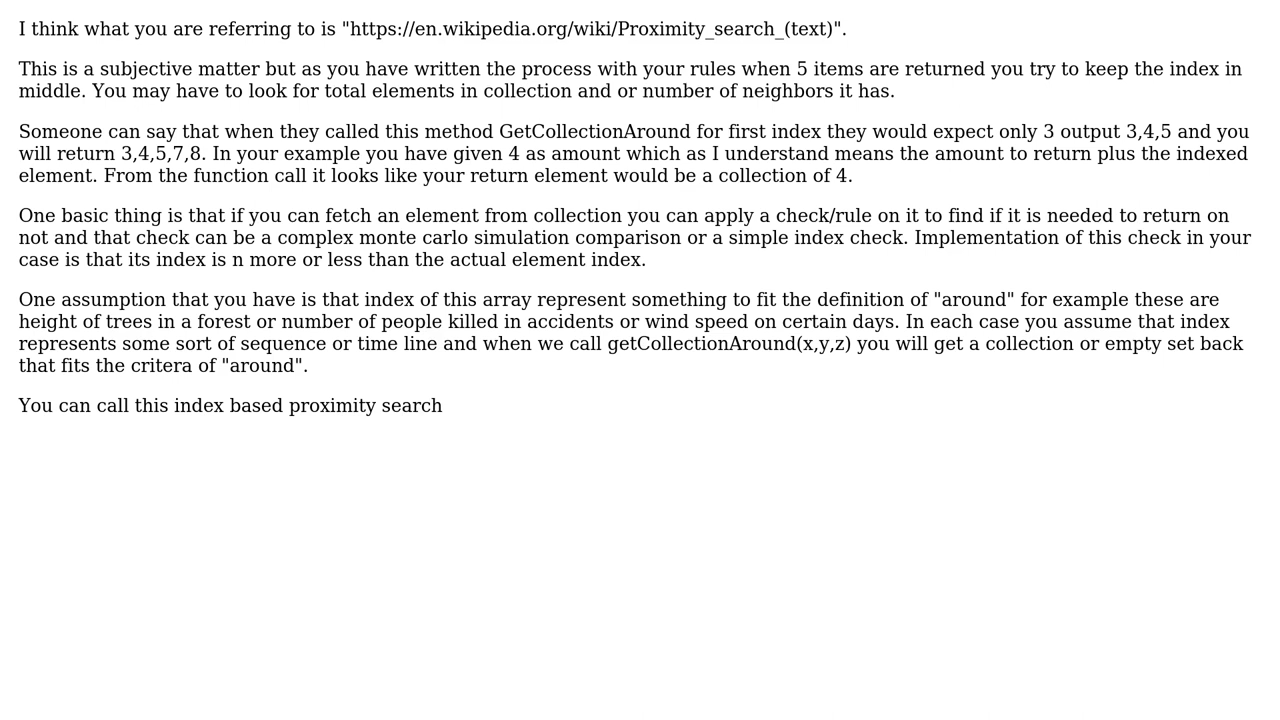 I think what you are referring to is "https://en.wikipedia.org/wiki/Proximity_search_(text)".
This is a subjective matter but as you have written the process with your rules when 5 items are returned you try to keep the index in
middle. You may have to look for total elements in collection and or number of neighbors it has.
Someone can say that when they called this method GetCollectionAround for first index they would expect only 3 output 3,4,5 and you
will return 3,4,5,7,8. In your example you have given 4 as amount which as I understand means the amount to return plus the indexed
element. From the function call it looks like your return element would be a collection of 4.
One basic thing is that if you can fetch an element from collection you can apply a check/rule on it to find if it is needed to return on
not and that check can be a complex monte carlo simulation comparison or a simple index check. Implementation of this check in your
case is that its index is n more or less than the actual element index.
One assumption that you have is that index of this array represent something to fit the definition of "around" for example these are
height of trees in a forest or number of people killed in accidents or wind speed on certain days. In each case you assume that index
represents some sort of sequence or time line and when we call getCollectionAround(x,y,z) you will get a collection or empty set back
that fits the critera of "around".
You can call this index based proximity search